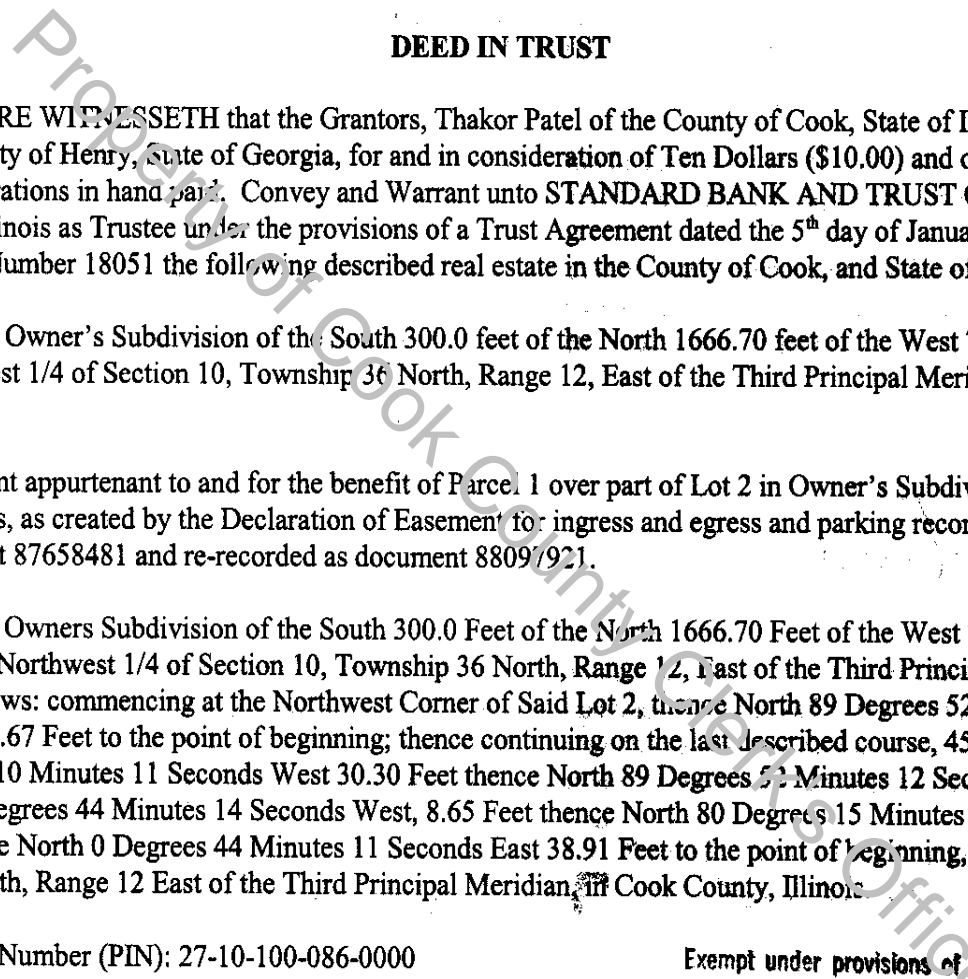 DEED IN TRUST
RE WITNESSETH that the Grantors, Thakor Patel of the County of Cook, State of
ty of Henry, State of Georgia, for and in consideration of Ten Dollars ($10.00) and
ations in hand paid. Convey and Warrant unto STANDARD BANK AND TRUST
inois as Trustee under the provisions of a Trust Agreement dated the 5th day of Janua
Number 18051 the following described real estate in the County of Cook, and State of
Owner's Subdivision of the South 300.0 feet of the North 1666.70 feet of the West
st 1/4 of Section 10, Township 36 North, Range 12, East of the Third Principal Meri
nt appurtenant to and for the benefit of Parcel 1 over part of Lot 2 in Owner's Subdiv
s, as created by the Declaration of Easement for ingress and egress and parking recor
t 87658481 and re-recorded as document 88097921.
Owners Subdivision of the South 300.0 Feet of the North 1666.70 Feet of the West
Northwest 1/4 of Section 10, Township 36 North, Range 12, East of the Third Princi
ws: commencing at the Northwest Corner of Said Lot 2, thence North 89 Degrees 52
.67 Feet to the point of beginning; thence continuing on the last described course, 45
10 Minutes 11 Seconds West 30.30 Feet thence North 89 Degrees 52 Minutes 12 Sec
egrees 44 Minutes 14 Seconds West, 8.65 Feet thence North 80 Degrees 15 Minutes
e North 0 Degrees 44 Minutes 11 Seconds East 38.91 Feet to the point of beginning,
th, Range 12 East of the Third Principal Meridian, in Cook County, Illinois.
Number (PIN): 27-10-100-086-0000
Exempt under provisions of
Property of Cook County Clerk's Offic